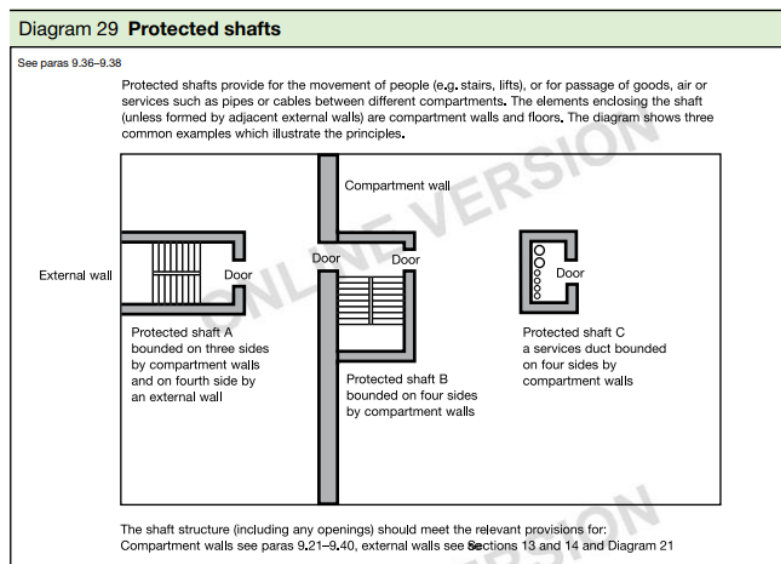 Diagram 29 Protected shafts
See paras 9.36–9.38
Protected shafts provide for the movement of people (e.g. stairs, lifts), or for passage of goods, air or
services such as pipes or cables between different compartments. The elements enclosing the shaft
(unless formed by adjacent external walls) are compartment walls and floors. The diagram shows three
common examples which illustrate the principles.
ONLINE VERSION
Compartment wall
External wall
Door
Door
Door
Door
Protected shaft A
bounded on three sides
by compartment walls
and on fourth side by
an external wall
Protected shaft B
bounded on four sides
by compartment walls
Protected shaft C
a services duct bounded
on four sides by
compartment walls
The shaft structure (including any openings) should meet the relevant provisions for:
Compartment walls see paras 9.21–9.40, external walls see Sections 13 and 14 and Diagram 21
VERSION